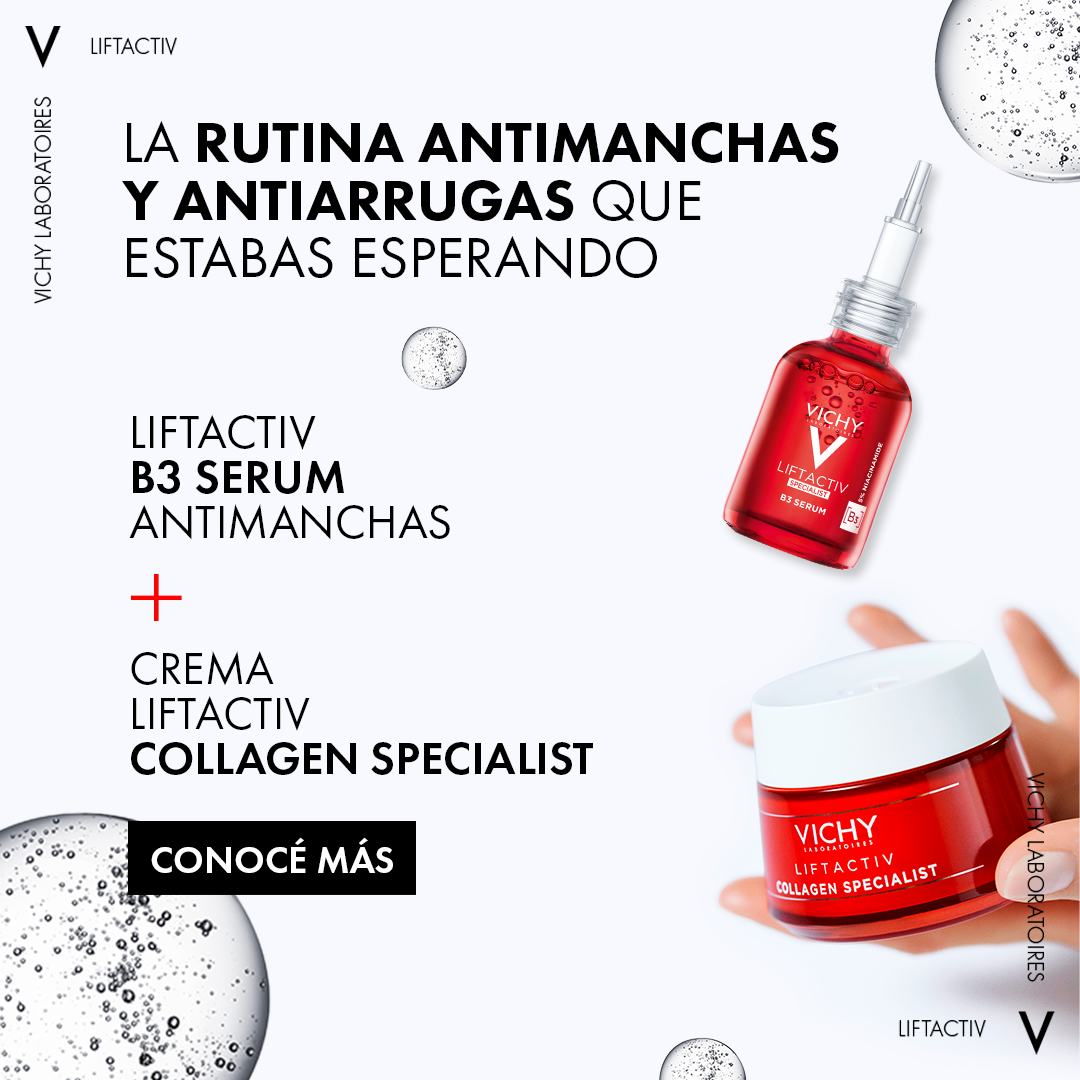 V LIFTACTIV
VICHY LABORATOIRES
LA RUTINA ANTIMANCHAS
Y ANTIARRUGAS QUE
ESTABAS ESPERANDO
LIFTACTIV
B3 SERUM
ANTIMANCHAS
+
CREMA
LIFTACTIV
COLLAGEN SPECIALIST
CONOCÉ MÁS
VICHY
LABORATOIRES
V
LIFTACTIV
SPECIALIST
B3 SERUM
5% NIACINAMIDE
[B3]
VICHY
LABORATOIRES
LIFTACTIV
COLLAGEN SPECIALIST
VICHY LABORATOIRES
LIFTACTIV V